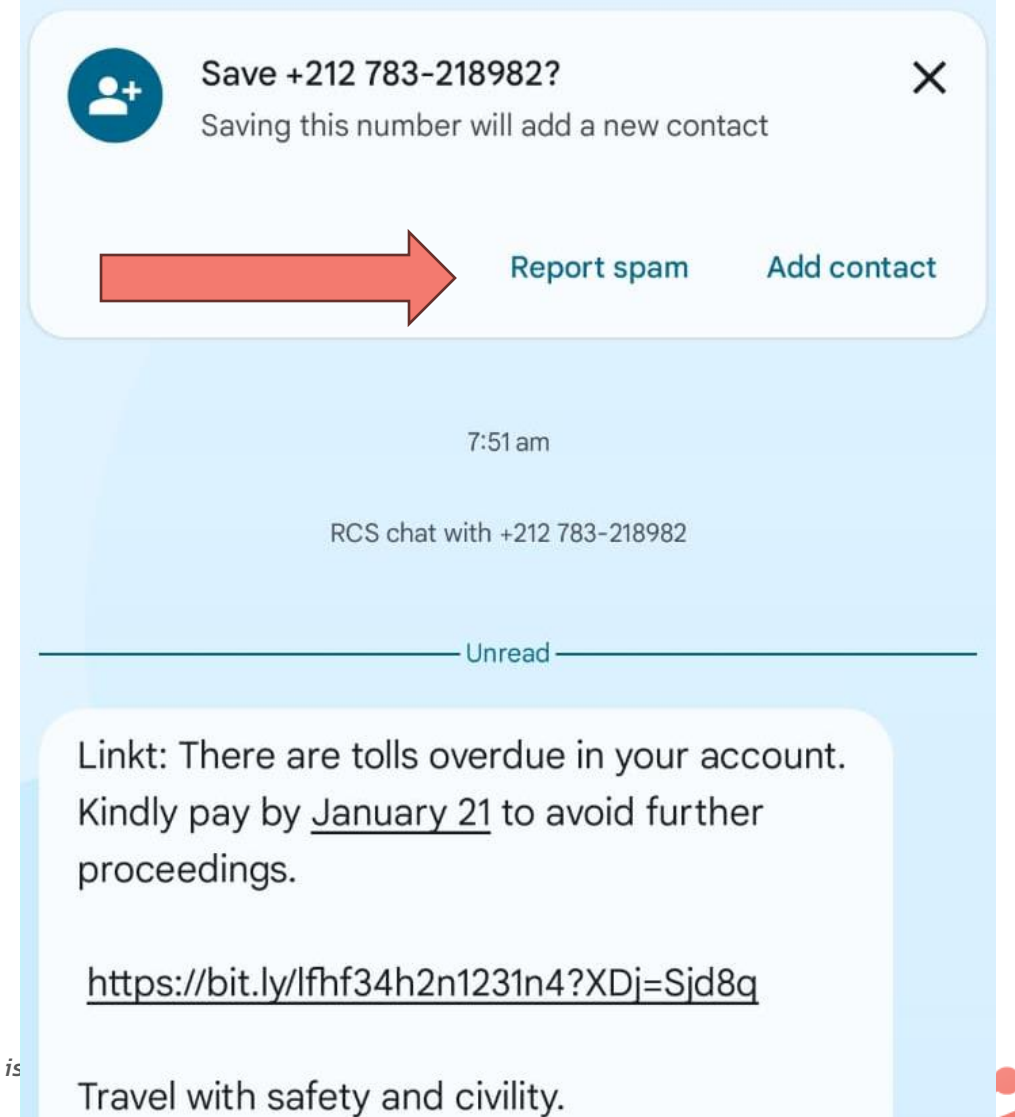 Save +212 783-218982?
Saving this number will add a new contact
Report spam Add contact
7:51 am
RCS chat with +212 783-218982
Unread
Linkt: There are tolls overdue in your account.
Kindly pay by January 21 to avoid further
proceedings.
https://bit.ly/lfhf34h2n1231n4?XDj=Sjd8q
is
Travel with safety and civility.